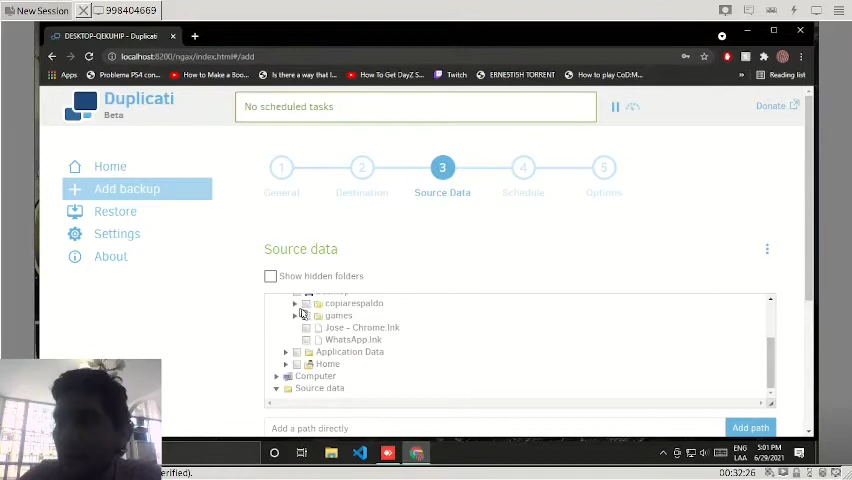 New Session
998404669
DESKTOP-QEKUHIP - Duplicati
localhost:8200/ngax/index.html#/add
Apps
Problema PS4 con...
How to Make a Boo...
Is there a way that I...
How To Get DayZ S...
Twitch
ERNESTISH TORRENT
How to play CoD:M...
Reading list
Duplicati
Beta
No scheduled tasks
Donate
Home
Add backup
Restore
Settings
About
1
2
3
4
5
General
Destination
Source Data
Schedule
Options
Source data
Show hidden folders
copiarespaldo
games
Jose - Chrome.lnk
WhatsApp.lnk
Application Data
Home
Computer
Source data
Add a path directly
Add path
ENG
LAA
5:01 PM
6/29/2021
rified).
00:32:26